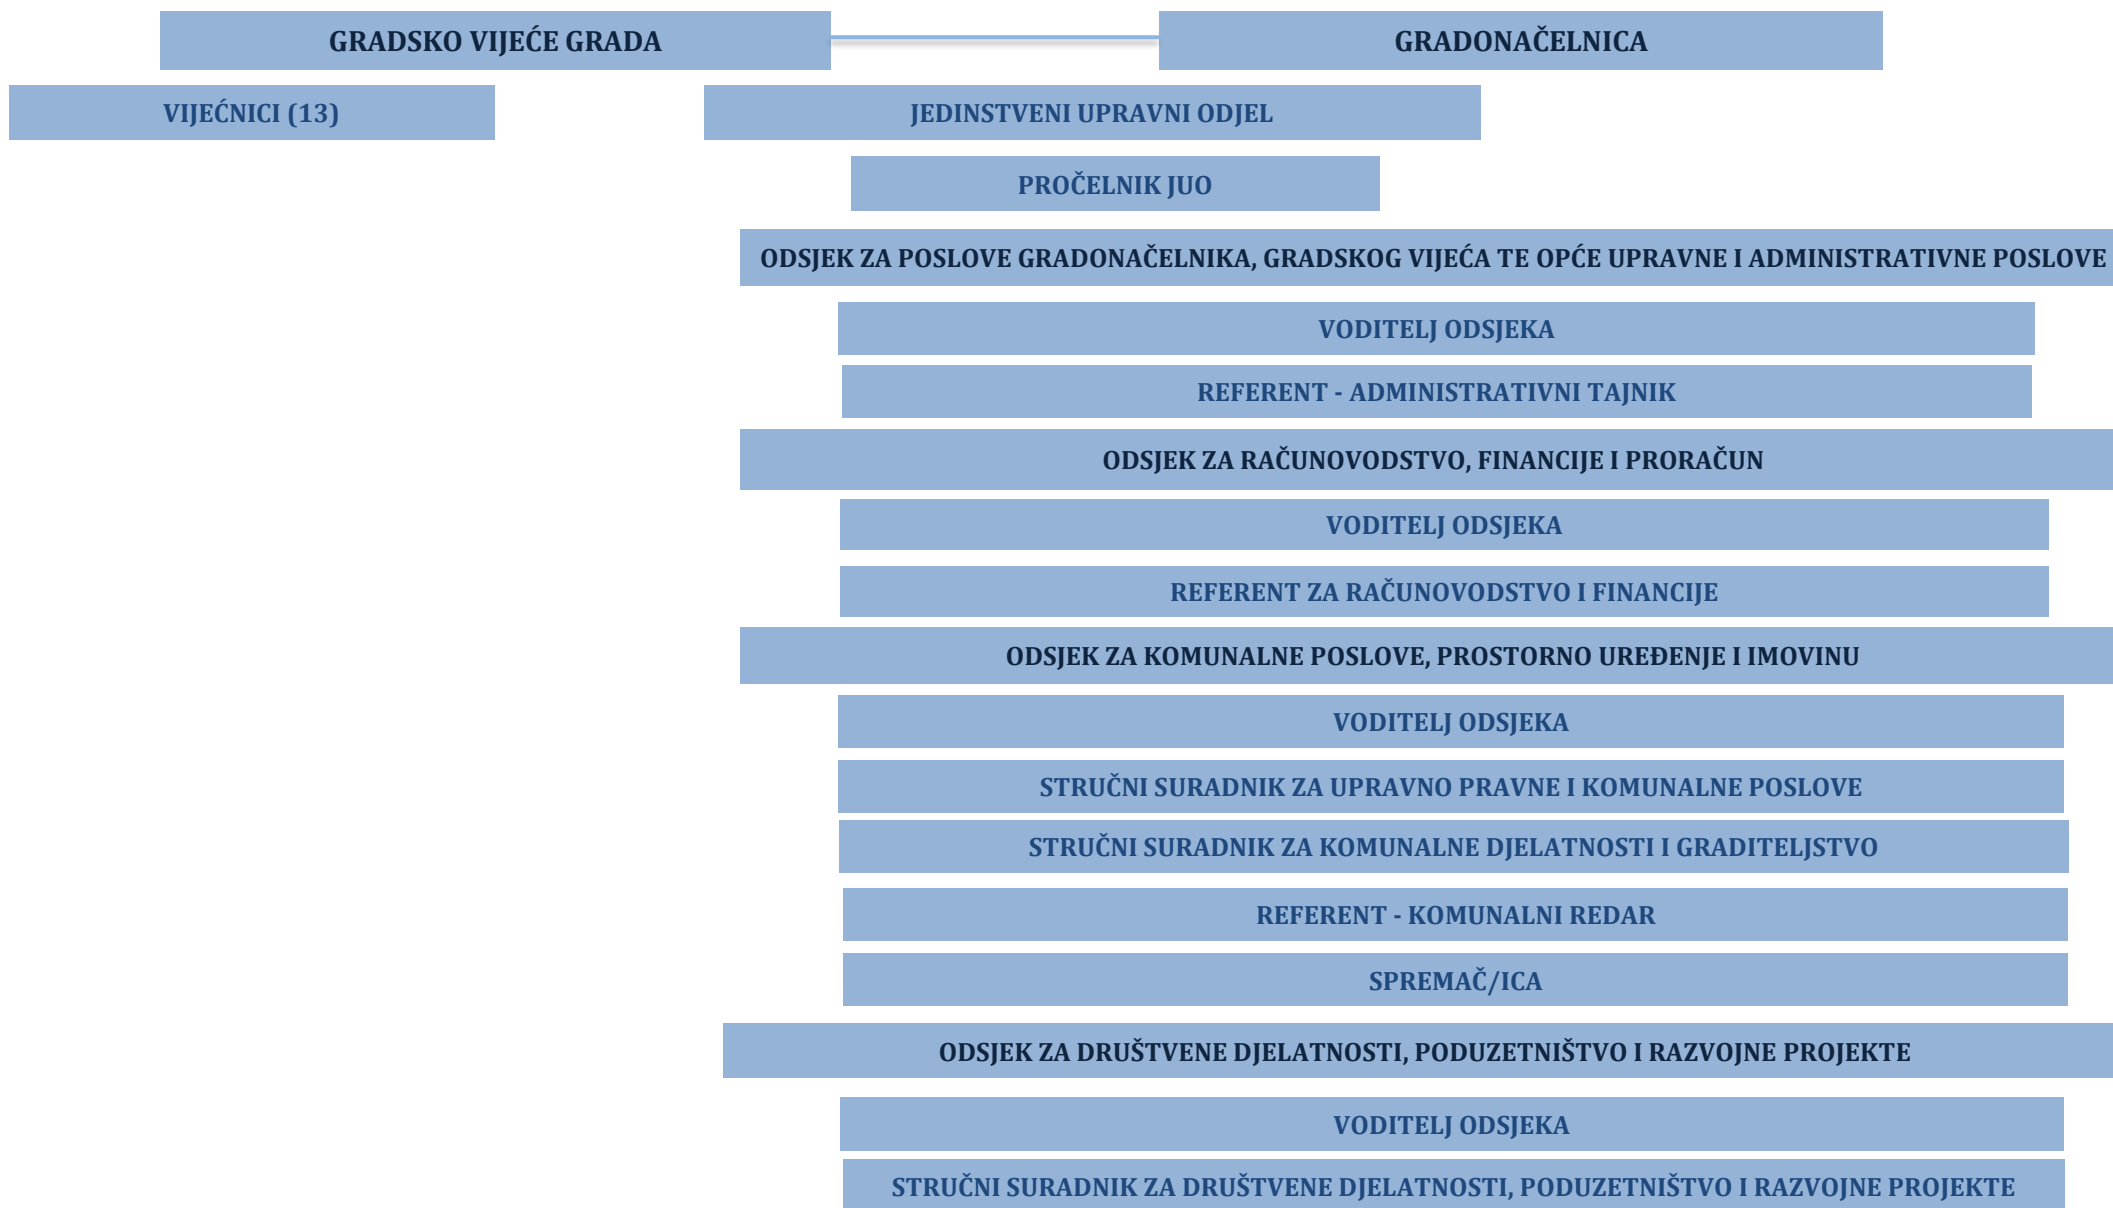 GRADSKO VIJEĆE GRADA
GRADONAČELNICA
VIJEĆNICI (13)
JEDINSTVENI UPRAVNI ODJEL
PROČELNIK JUO
ODSJEK ZA POSLOVE GRADONAČELNIKA, GRADSKOG VIJEĆA TE OPĆE UPRAVNE I ADMINISTRATIVNE POSLOVE
VODITELJ ODSJEKA
REFERENT - ADMINISTRATIVNI TAJNIK
ODSJEK ZA RAČUNOVODSTVO, FINANCIJE I PRORAČUN
VODITELJ ODSJEKA
REFERENT ZA RAČUNOVODSTVO I FINANCIJE
ODSJEK ZA KOMUNALNE POSLOVE, PROSTORNO UREĐENJE I IMOVINU
VODITELJ ODSJEKA
STRUČNI SURADNIK ZA UPRAVNO PRAVNE I KOMUNALNE POSLOVE
STRUČNI SURADNIK ZA KOMUNALNE DJELATNOSTI I GRADITELJSTVO
REFERENT - KOMUNALNI REDAR
SPREMAČ/ICA
ODSJEK ZA DRUŠTVENE DJELATNOSTI, PODUZETNIŠTVO I RAZVOJNE PROJEKTE
VODITELJ ODSJEKA
STRUČNI SURADNIK ZA DRUŠTVENE DJELATNOSTI, PODUZETNIŠTVO I RAZVOJNE PROJEKTE